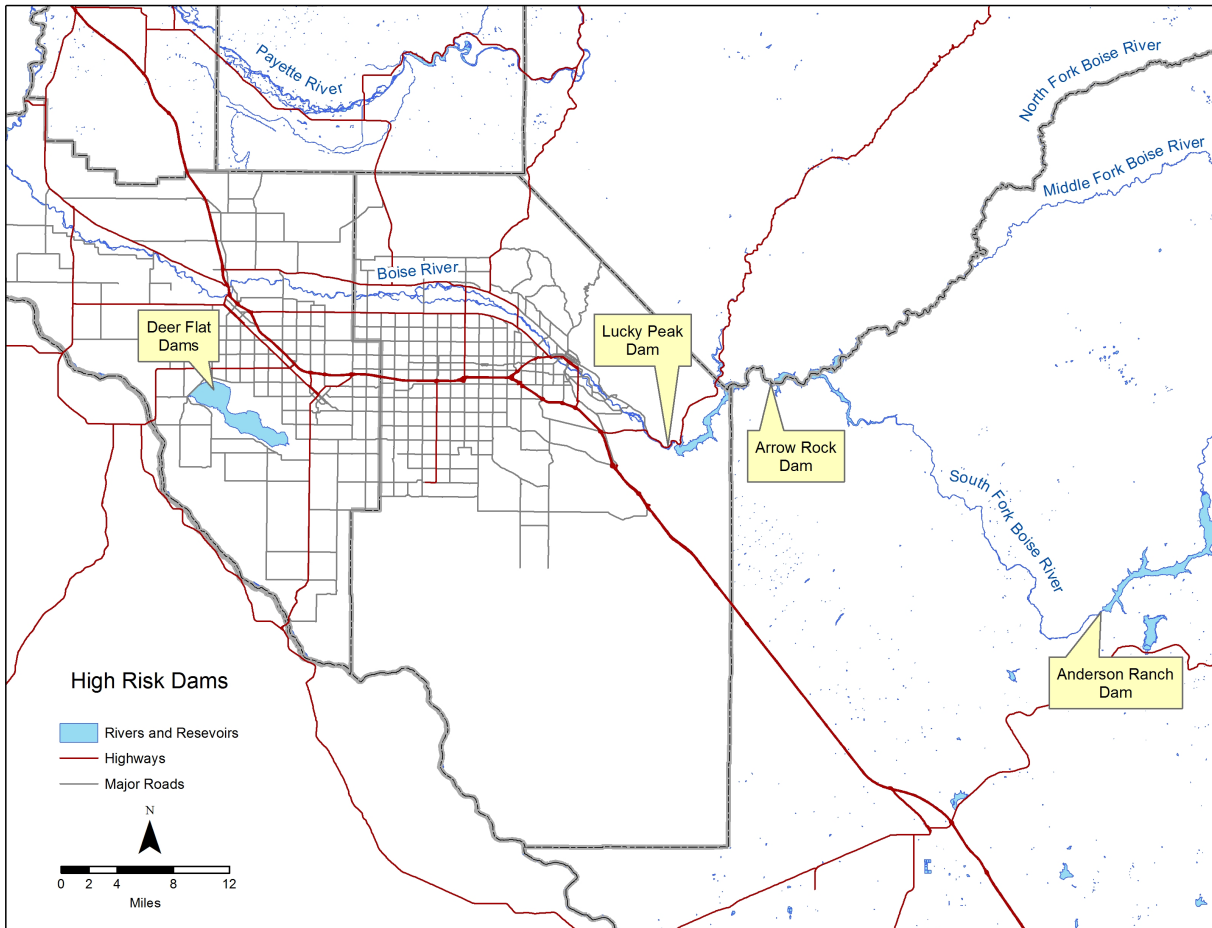 Payette River
North Fork Boise River
Middle Fork Boise River
Boise River
Deer Flat
Dams
Lucky Peak
Dam
Arrow Rock
Dam
South Fork Boise River
Anderson Ranch
Dam
High Risk Dams
Rivers and Resevoirs
Highways
Major Roads
N
0 2 4 8 12
Miles